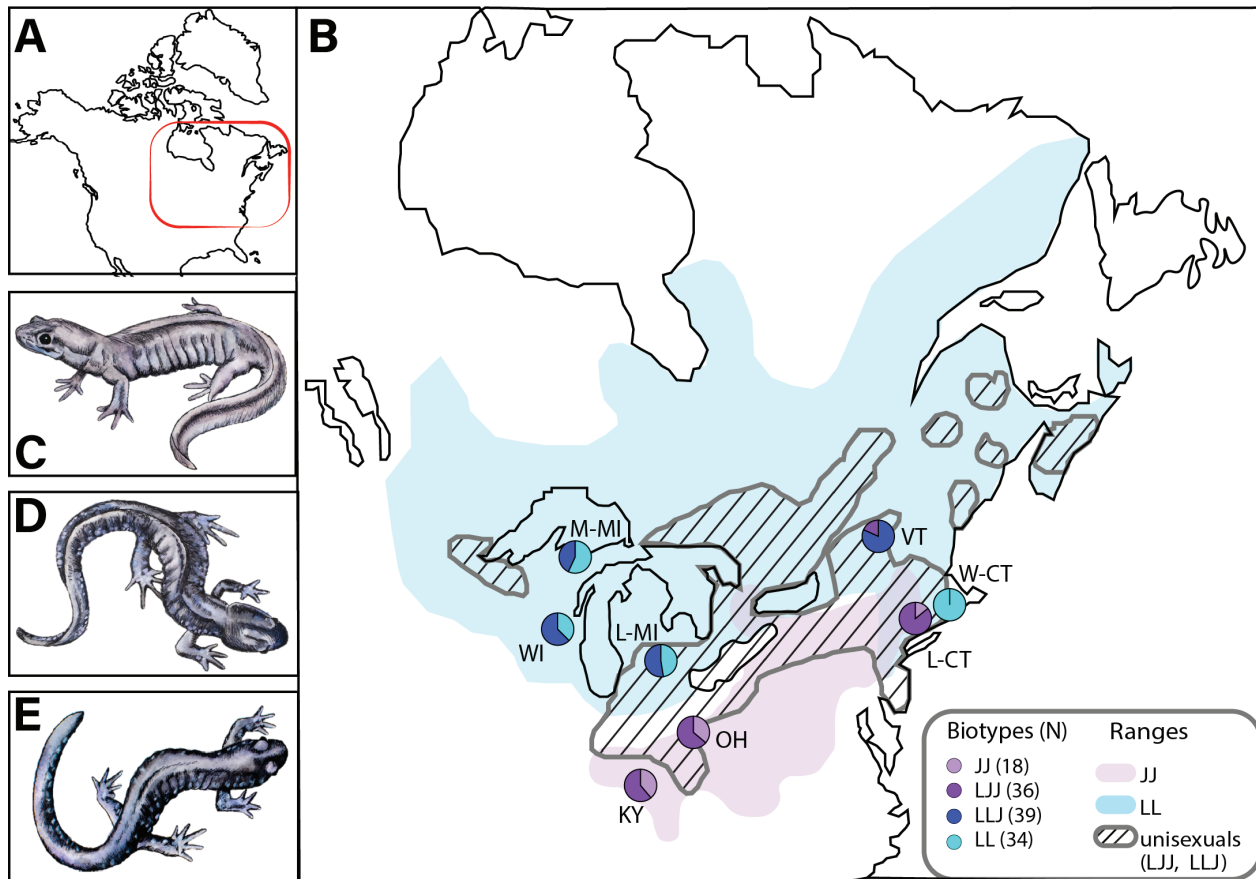 A
B
C
D
E
M-MI
VT
W-CT
WI
L-MI
L-CT
OH
KY
Biotypes (N)
JJ (18)
LJJ (36)
LLJ (39)
LL (34)
Ranges
JJ
LL
unisexuals
(LJJ, LLJ)